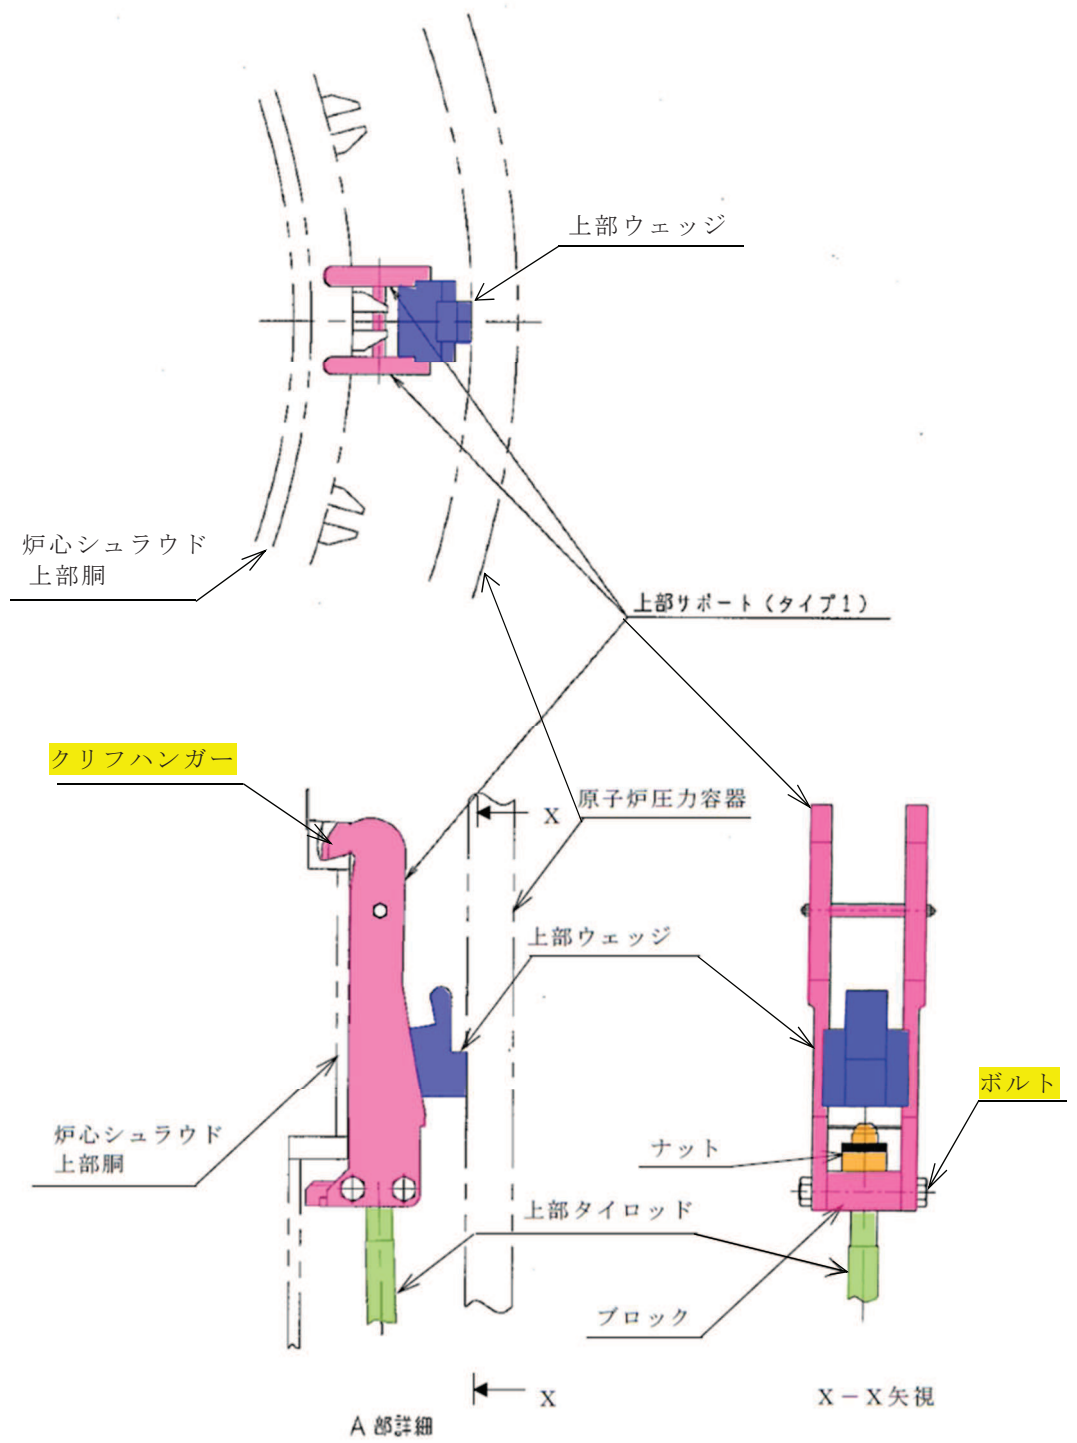 上部ウェッジ
炉心シュラウド
上部胴
上部サポート(タイプ1)
クリフハンガー
原子炉圧力容器
X
上部ウェッジ
ボルト
炉心シュラウド
上部胴
ナット
上部タイロッド
ブロック
X
X－X矢視
A 部詳細